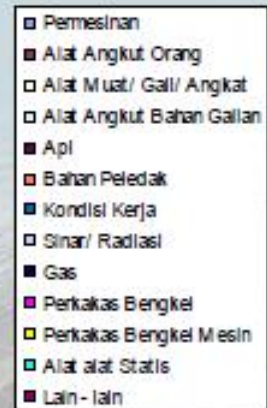 Permesinan
Alat Angkut Orang
Alat Muat/ Gali/ Angkat
Alat Angkut Bahan Galian
Api
Bahan Peledak
Kondisi Kerja
Sinar/ Radiasi
Gas
Perkakas Bengkel
Perkakas Bengkel Mesin
Alat alat Statis
Lain - lain